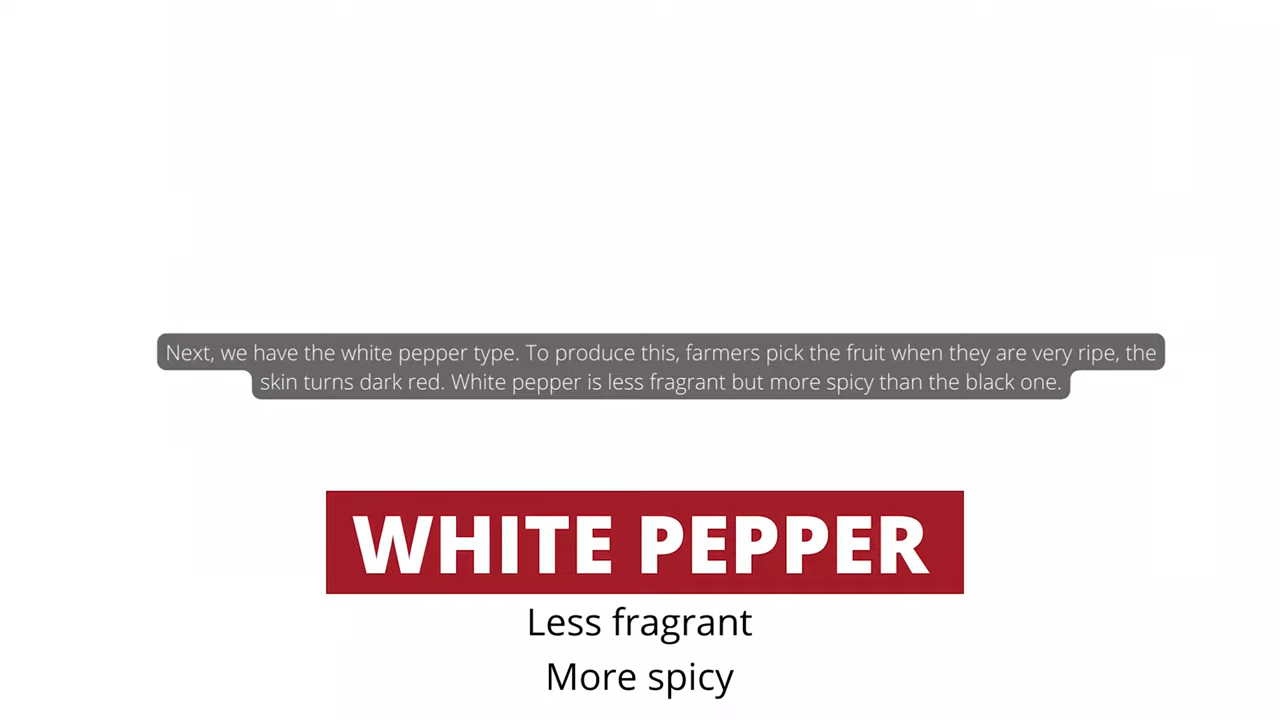 Next, we have the white pepper type. To produce this, farmers pick the fruit when they are very ripe, the
skin turns dark red. White pepper is less fragrant but more spicy than the black one.
WHITE PEPPER
Less fragrant
More spicy